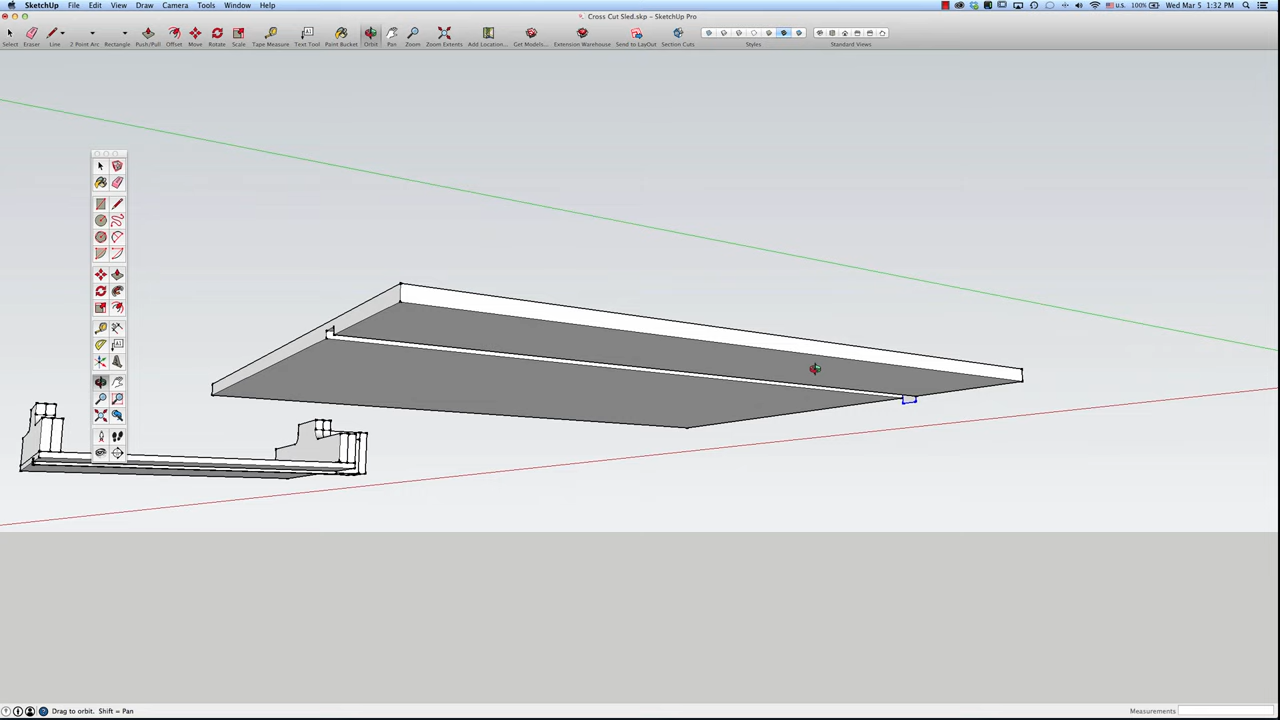 SketchUp File Edit View Camera Draw Tools Window Help
100% Wed Mar 5 1:32 PM
Cross Cut Sled.skp - SketchUp Pro
Select Eraser Line 2 Point Arc Rectangle Push/Pull Offset Move Rotate Scale Tape Measure Text Tool Paint Bucket Orbit Pan Zoom Zoom Extents Add Location... Get Models... Extension Warehouse Send to LayOut Section Cuts Styles Standard Views
Drag to orbit. Shift = Pan
Measurements